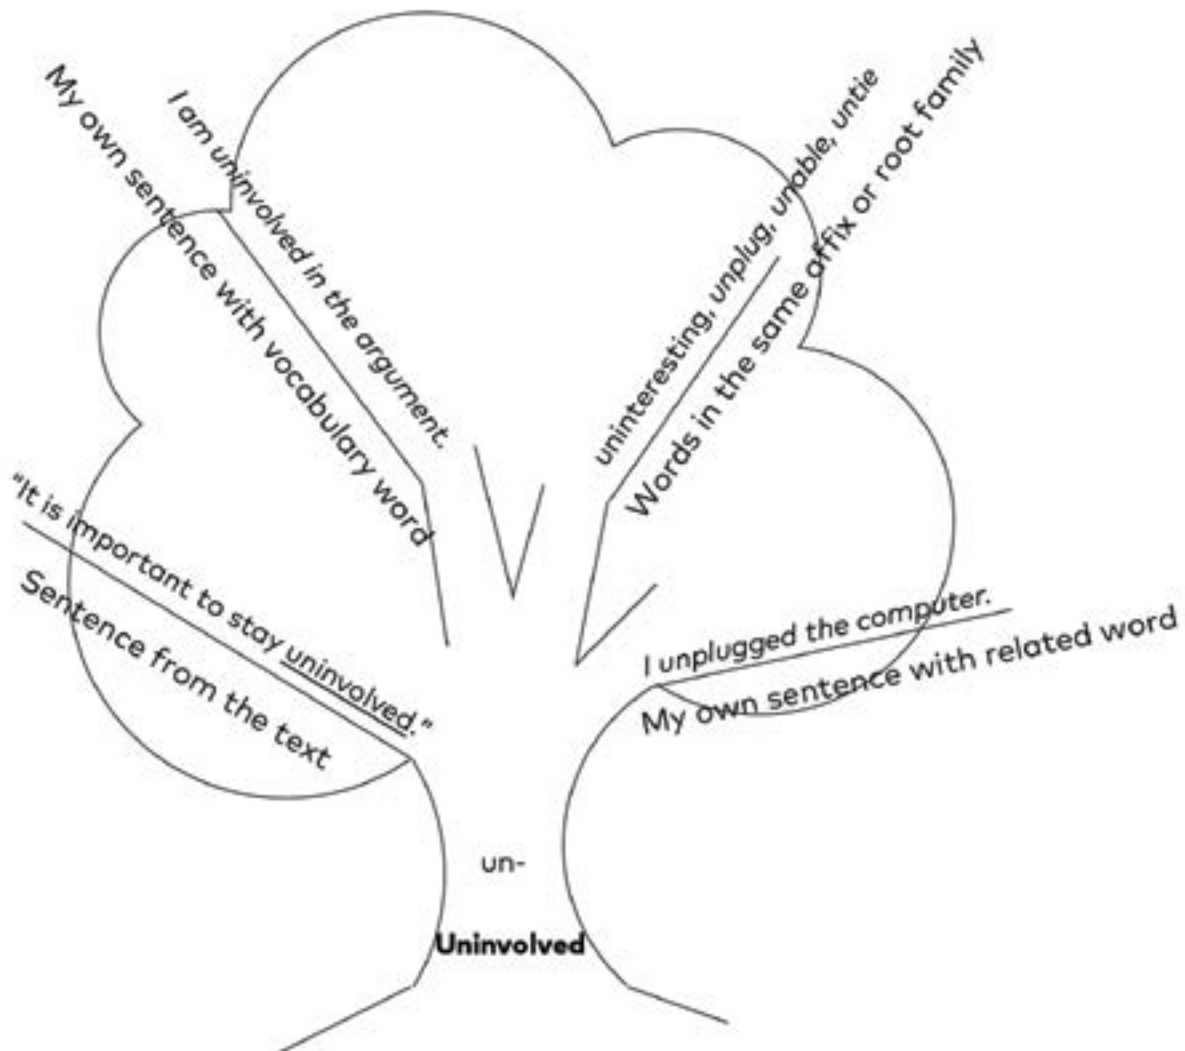 My own sentence with vocabulary word
I am uninvolved in the argument.
uninteresting, unplug, unable, untie
Words in the same affix or root family
"It is important to stay uninvolved."
Sentence from the text
I unplugged the computer.
My own sentence with related word
un-
Uninvolved